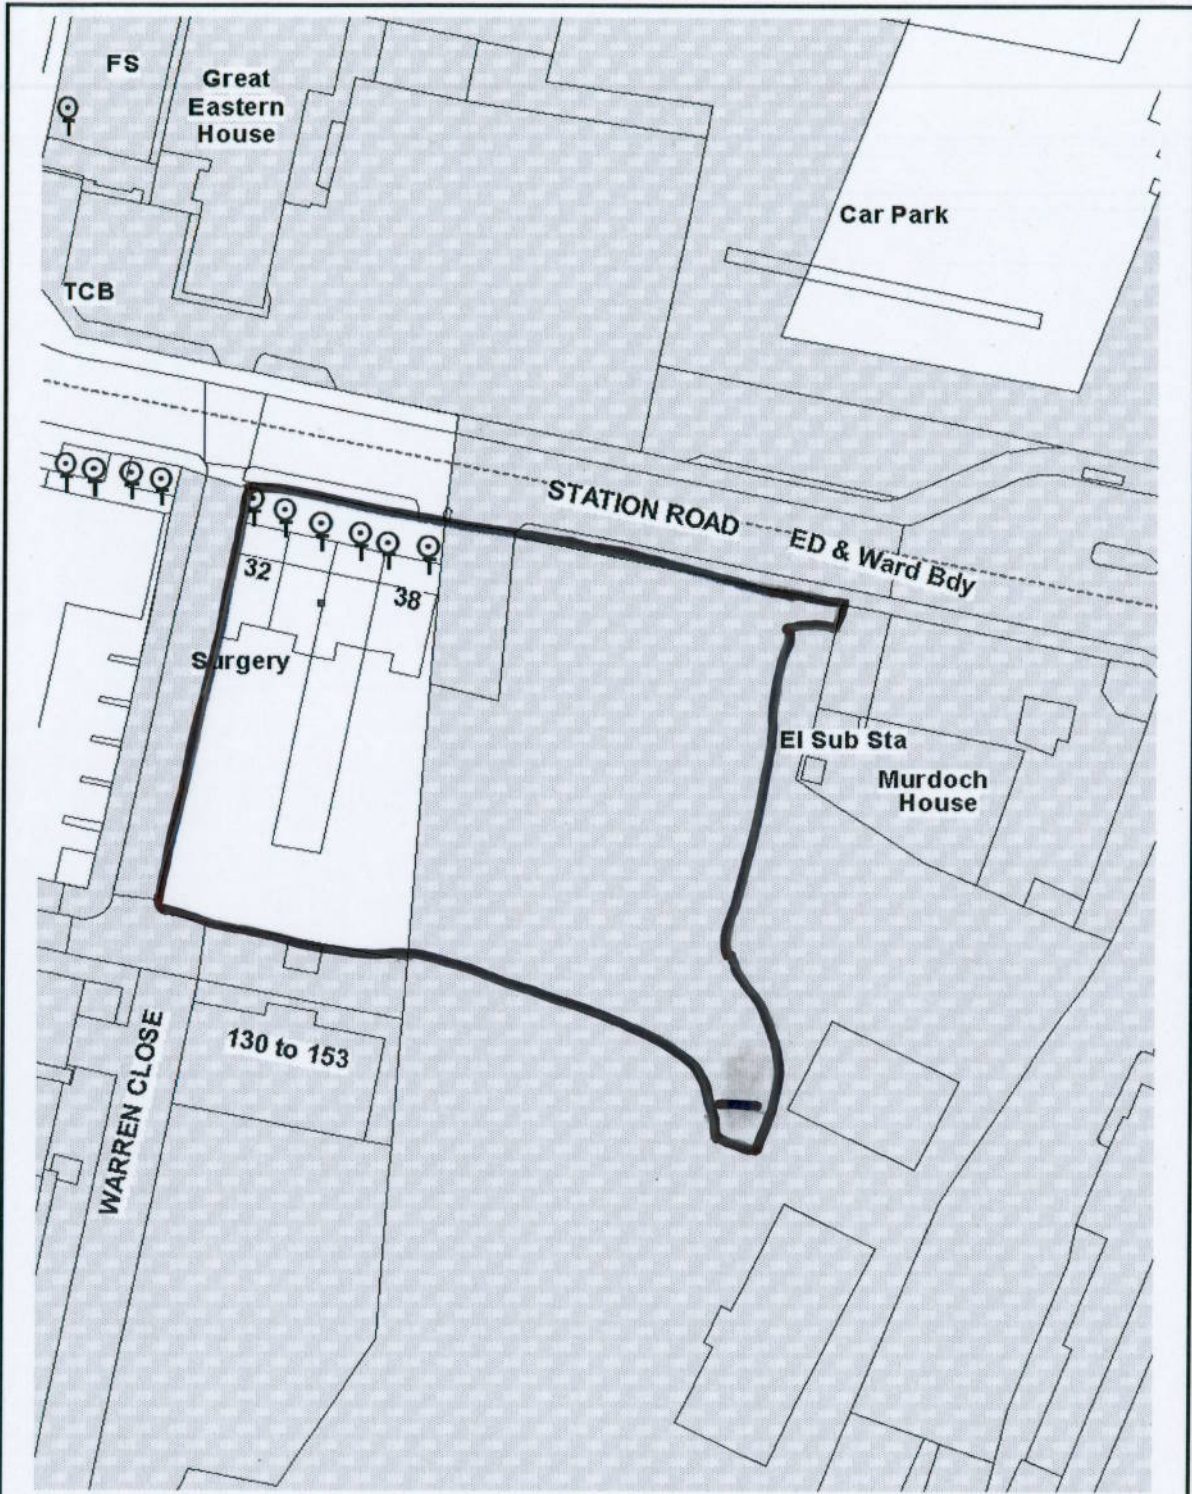 FS
Great
Eastern
House
Car Park
TCB
STATION ROAD
ED & Ward Bdy
32
38
Surgery
El Sub Sta
Murdoch
House
130 to 153
WARREN CLOSE